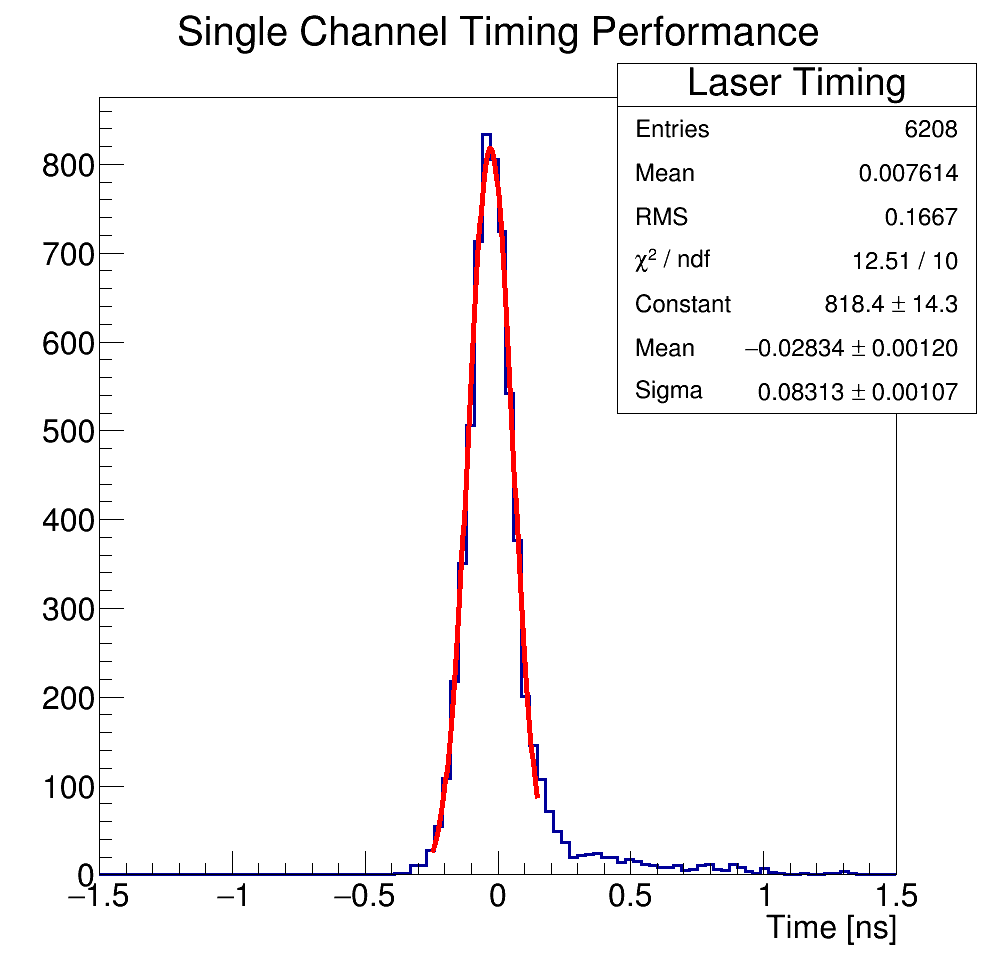 Single Channel Timing Performance
Laser Timing
Entries 6208
Mean 0.007614
RMS 0.1667
χ² / ndf 12.51 / 10
Constant 818.4 ± 14.3
Mean −0.02834 ± 0.00120
Sigma 0.08313 ± 0.00107
800
700
600
500
400
300
200
100
0
−1.5 −1 −0.5 0 0.5 1 1.5
Time [ns]